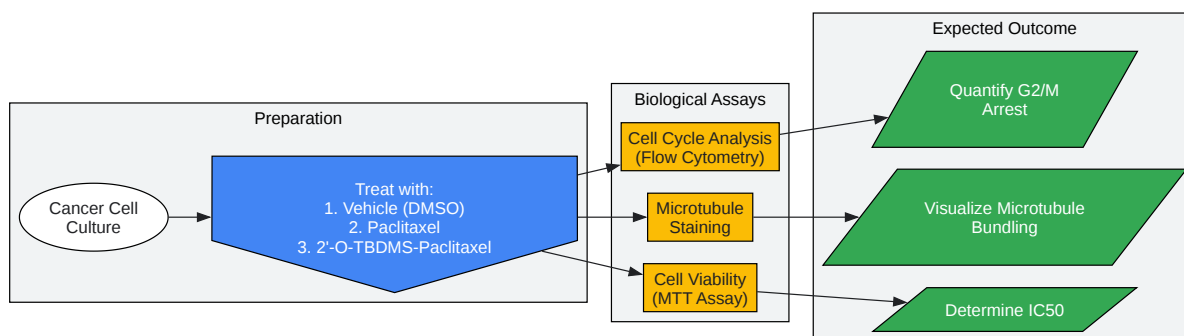 Preparation
Cancer Cell
Culture
Treat with:
1. Vehicle (DMSO)
2. Paclitaxel
3. 2'-O-TBDMS-Paclitaxel
Biological Assays
Cell Cycle Analysis
(Flow Cytometry)
Microtubule
Staining
Cell Viability
(MTT Assay)
Expected Outcome
Quantify G2/M
Arrest
Visualize Microtubule
Bundling
Determine IC50